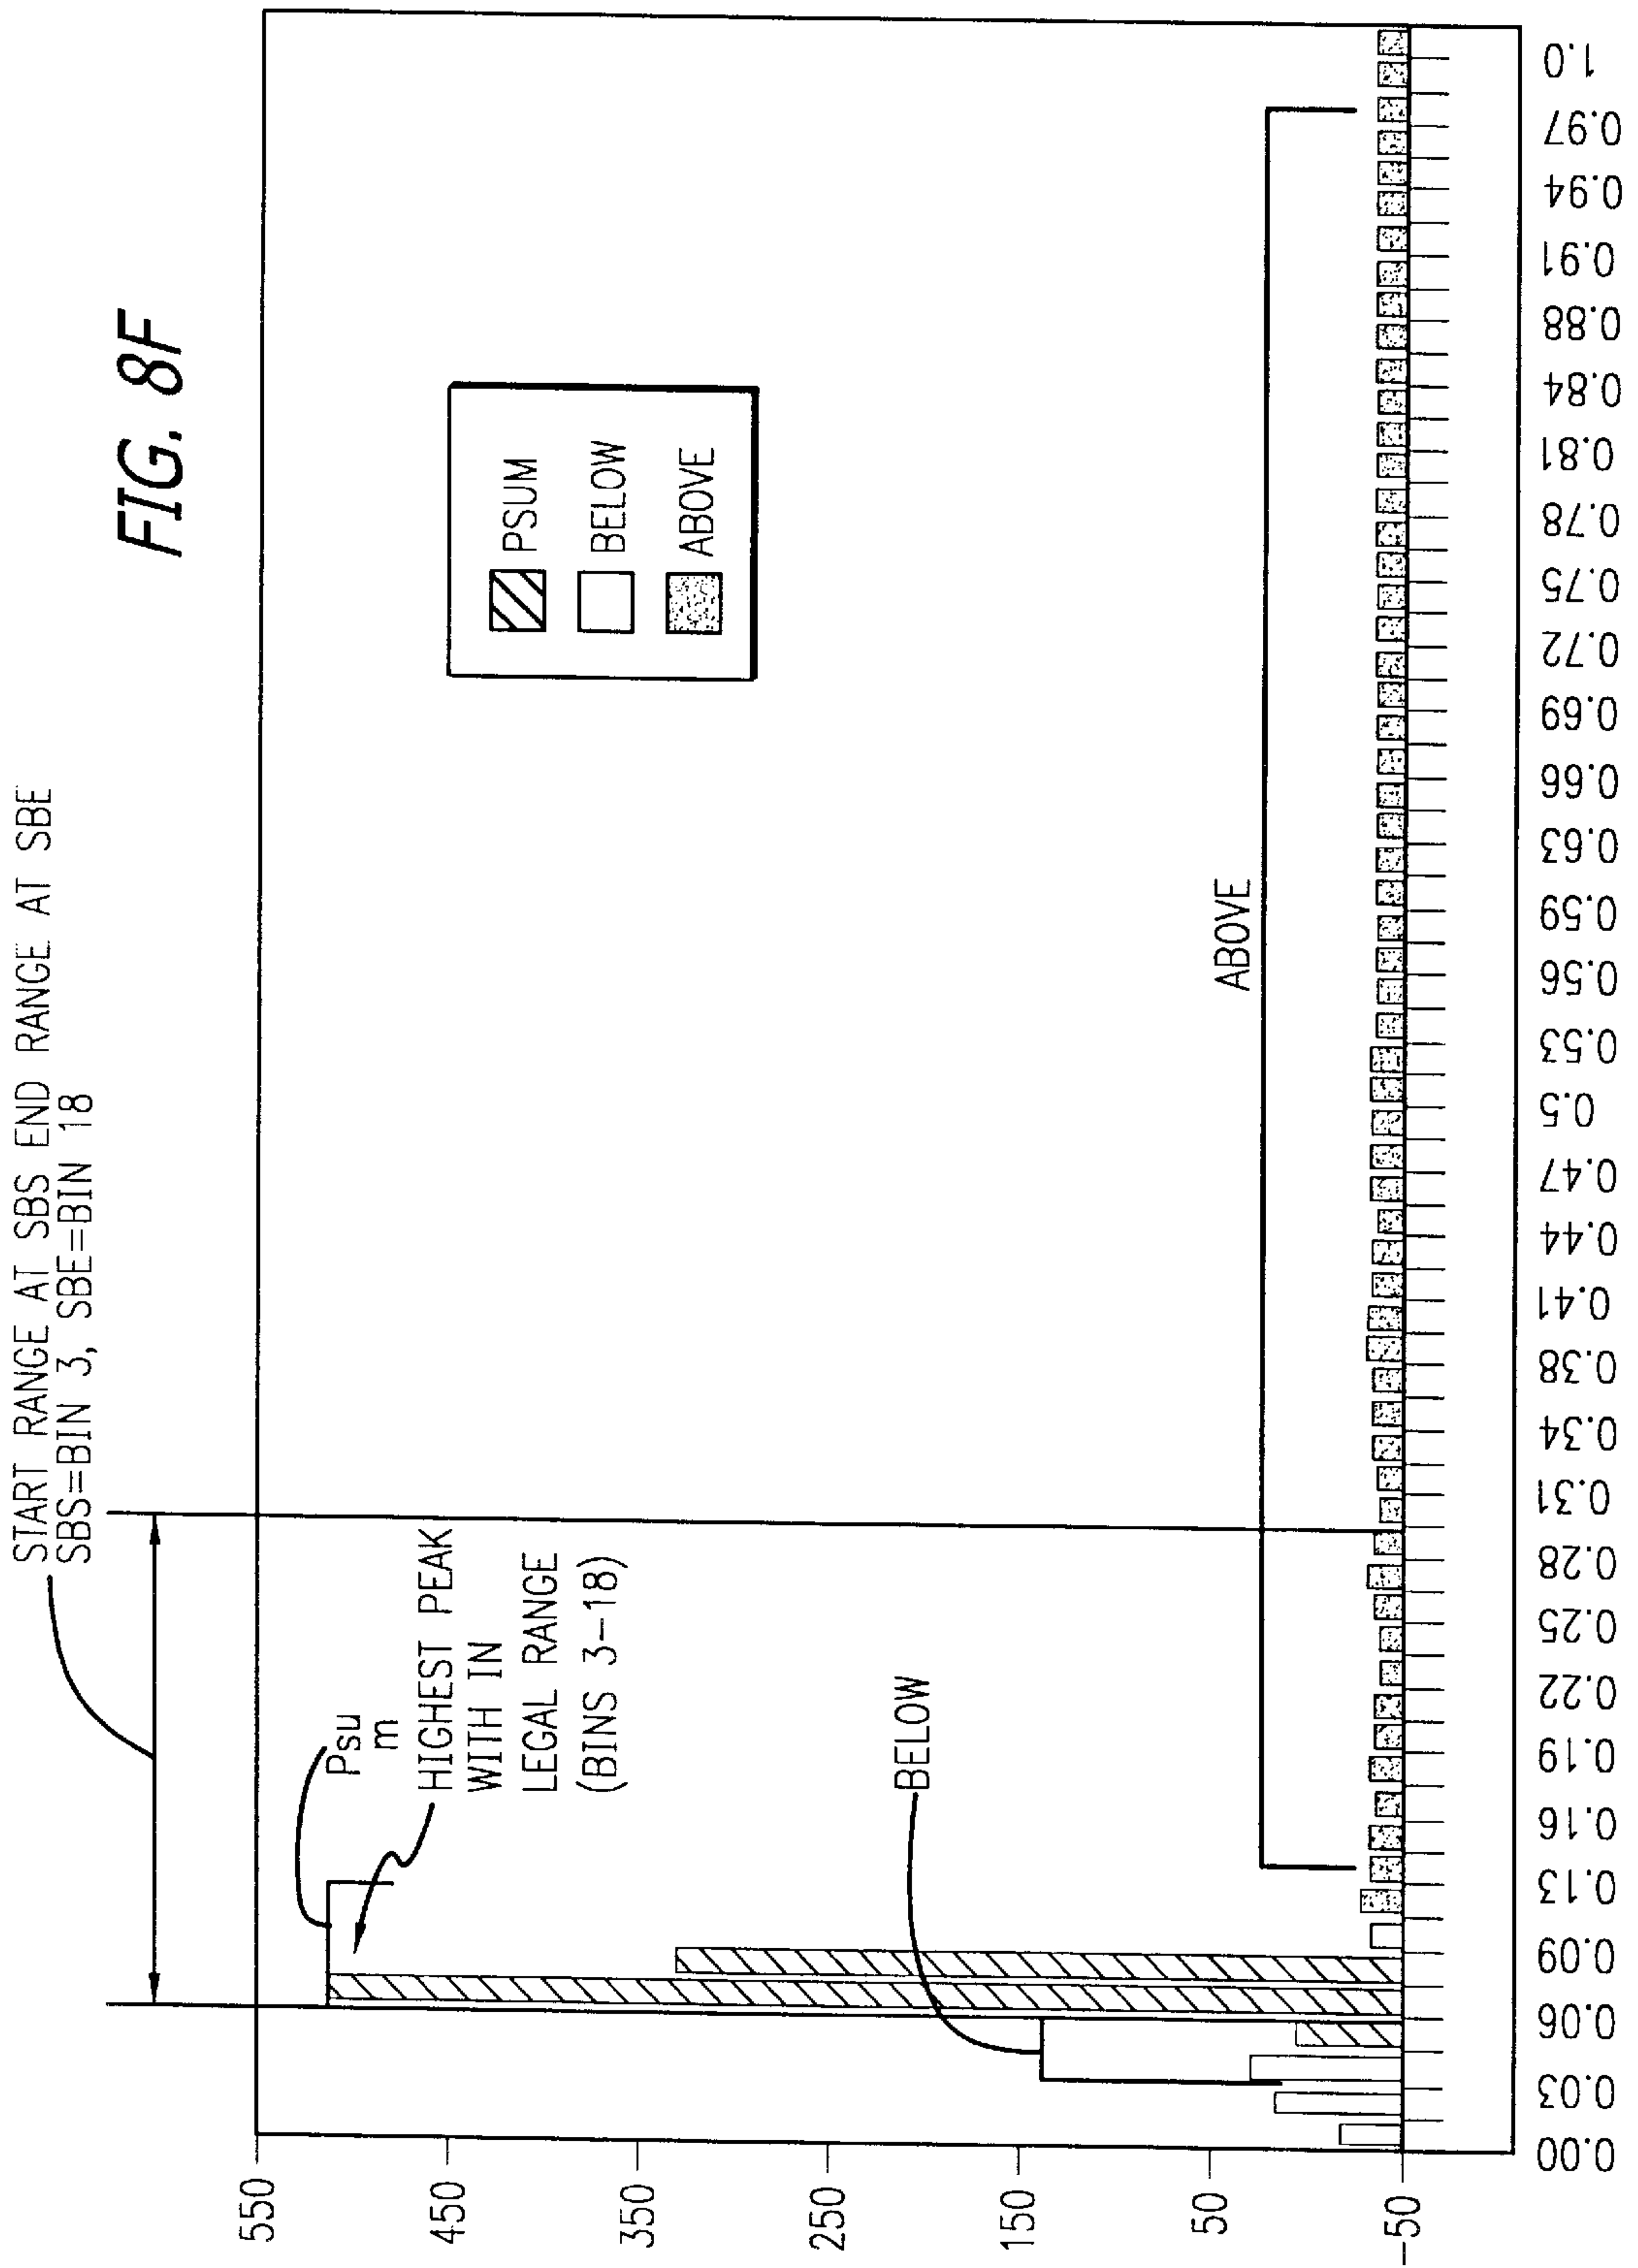 FIG. 8F
START RANGE AT SBS END RANGE AT SBE
SBS=BIN 3, SBE=BIN 18
550
450
350
250
150
50
-50
Psu
m
HIGHEST PEAK
WITH IN
LEGAL RANGE
(BINS 3-18)
BELOW
ABOVE
PSUM
BELOW
ABOVE
0.00
0.03
0.06
0.09
0.13
0.16
0.19
0.22
0.25
0.28
0.31
0.34
0.38
0.41
0.44
0.47
0.5
0.53
0.56
0.59
0.63
0.66
0.69
0.72
0.75
0.78
0.81
0.84
0.88
0.91
0.94
0.97
1.0